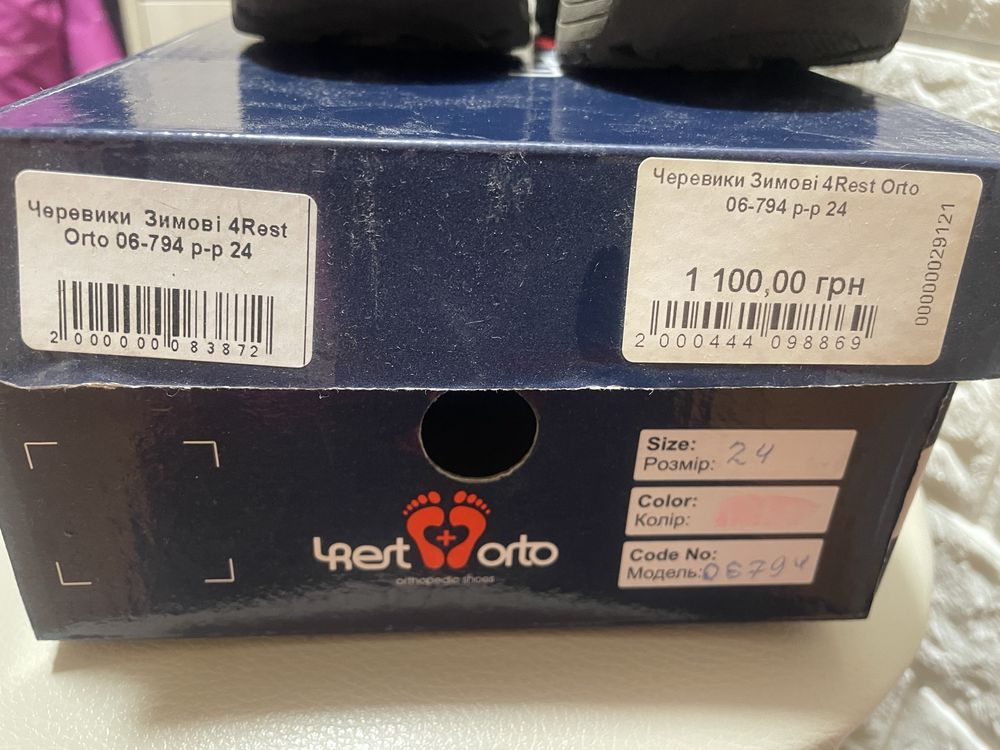 Черевики Зимові 4Rest
Orto 06-794 р-р 24
2 000000 083872
Черевики Зимові 4Rest Orto
06-794 р-р 24
1 100,00 грн
2 000444 098869
00000029121
Size:
Розмір: 24
Color:
Колір:
Code No:
Модель: 06794
4Rest orto
orthopedic shoes